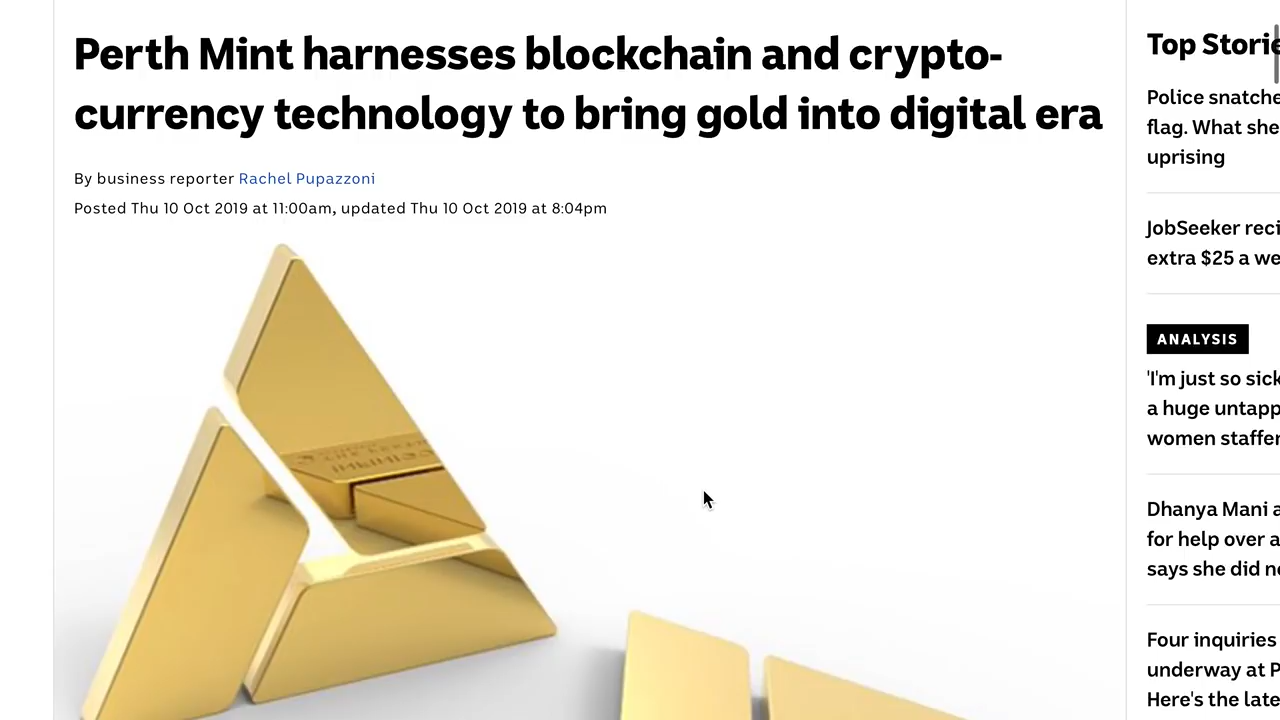 Perth Mint harnesses blockchain and crypto-
currency technology to bring gold into digital era
By business reporter Rachel Pupazzoni
Posted Thu 10 Oct 2019 at 11:00am, updated Thu 10 Oct 2019 at 8:04pm
Top Storie
Police snatche
flag. What she
uprising
JobSeeker reci
extra $25 a we
ANALYSIS
'I'm just so sick
a huge untapp
women staffer
Dhanya Mani a
for help over a
says she did no
Four inquiries
underway at P
Here's the late